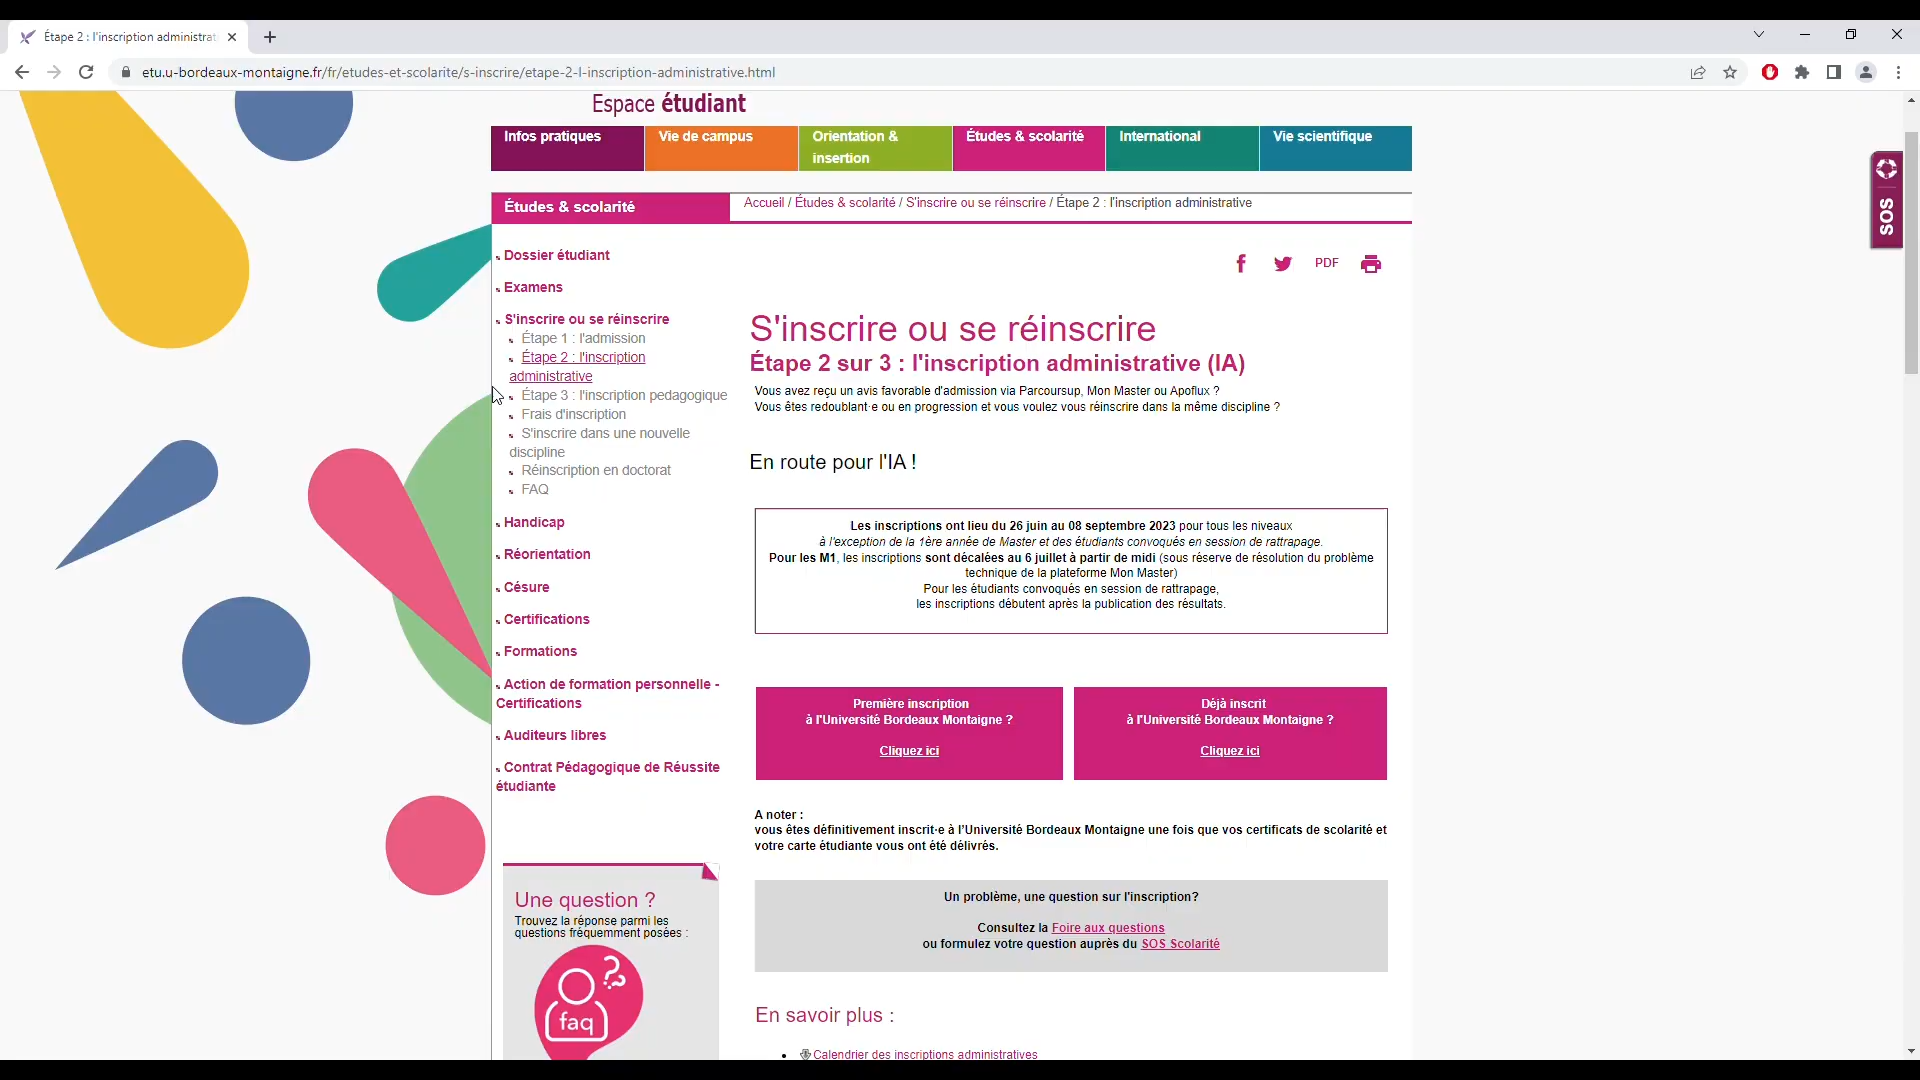 Étape 2 : l'inscription administrat
etu.u-bordeaux-montaigne.fr/fr/etudes-et-scolarite/s-inscrire/etape-2-l-inscription-administrative.html
Espace étudiant
Infos pratiques
Vie de campus
Orientation &
insertion
Études & scolarité
International
Vie scientifique
SOS
Études & scolarité
Accueil / Études & scolarité / S'inscrire ou se réinscrire / Étape 2 : l'inscription administrative
Dossier étudiant
Examens
S'inscrire ou se réinscrire
Étape 1 : l'admission
Étape 2 : l'inscription
administrative
Étape 3 : l'inscription pedagogique
Frais d'inscription
S'inscrire dans une nouvelle
discipline
Réinscription en doctorat
FAQ
Handicap
Réorientation
Césure
Certifications
Formations
Action de formation personnelle -
Certifications
Auditeurs libres
Contrat Pédagogique de Réussite
étudiante
Une question ?
Trouvez la réponse parmi les
questions fréquemment posées :
faq
PDF
S'inscrire ou se réinscrire
Étape 2 sur 3 : l'inscription administrative (IA)
Vous avez reçu un avis favorable d'admission via Parcoursup, Mon Master ou Apoflux ?
Vous êtes redoublant·e ou en progression et vous voulez vous réinscrire dans la même discipline ?
En route pour l'IA !
Les inscriptions ont lieu du 26 juin au 08 septembre 2023 pour tous les niveaux
à l'exception de la 1ère année de Master et des étudiants convoqués en session de rattrapage.
Pour les M1, les inscriptions sont décalées au 6 juillet à partir de midi (sous réserve de résolution du problème
technique de la plateforme Mon Master)
Pour les étudiants convoqués en session de rattrapage,
les inscriptions débutent après la publication des résultats.
Première inscription
à l'Université Bordeaux Montaigne ?
Cliquez ici
Déjà inscrit
à l'Université Bordeaux Montaigne ?
Cliquez ici
A noter :
vous êtes définitivement inscrit·e à l'Université Bordeaux Montaigne une fois que vos certificats de scolarité et
votre carte étudiante vous ont été délivrés.
Un problème, une question sur l'inscription?
Consultez la Foire aux questions
ou formulez votre question auprès du SOS Scolarité
En savoir plus :
Calendrier des inscriptions administratives